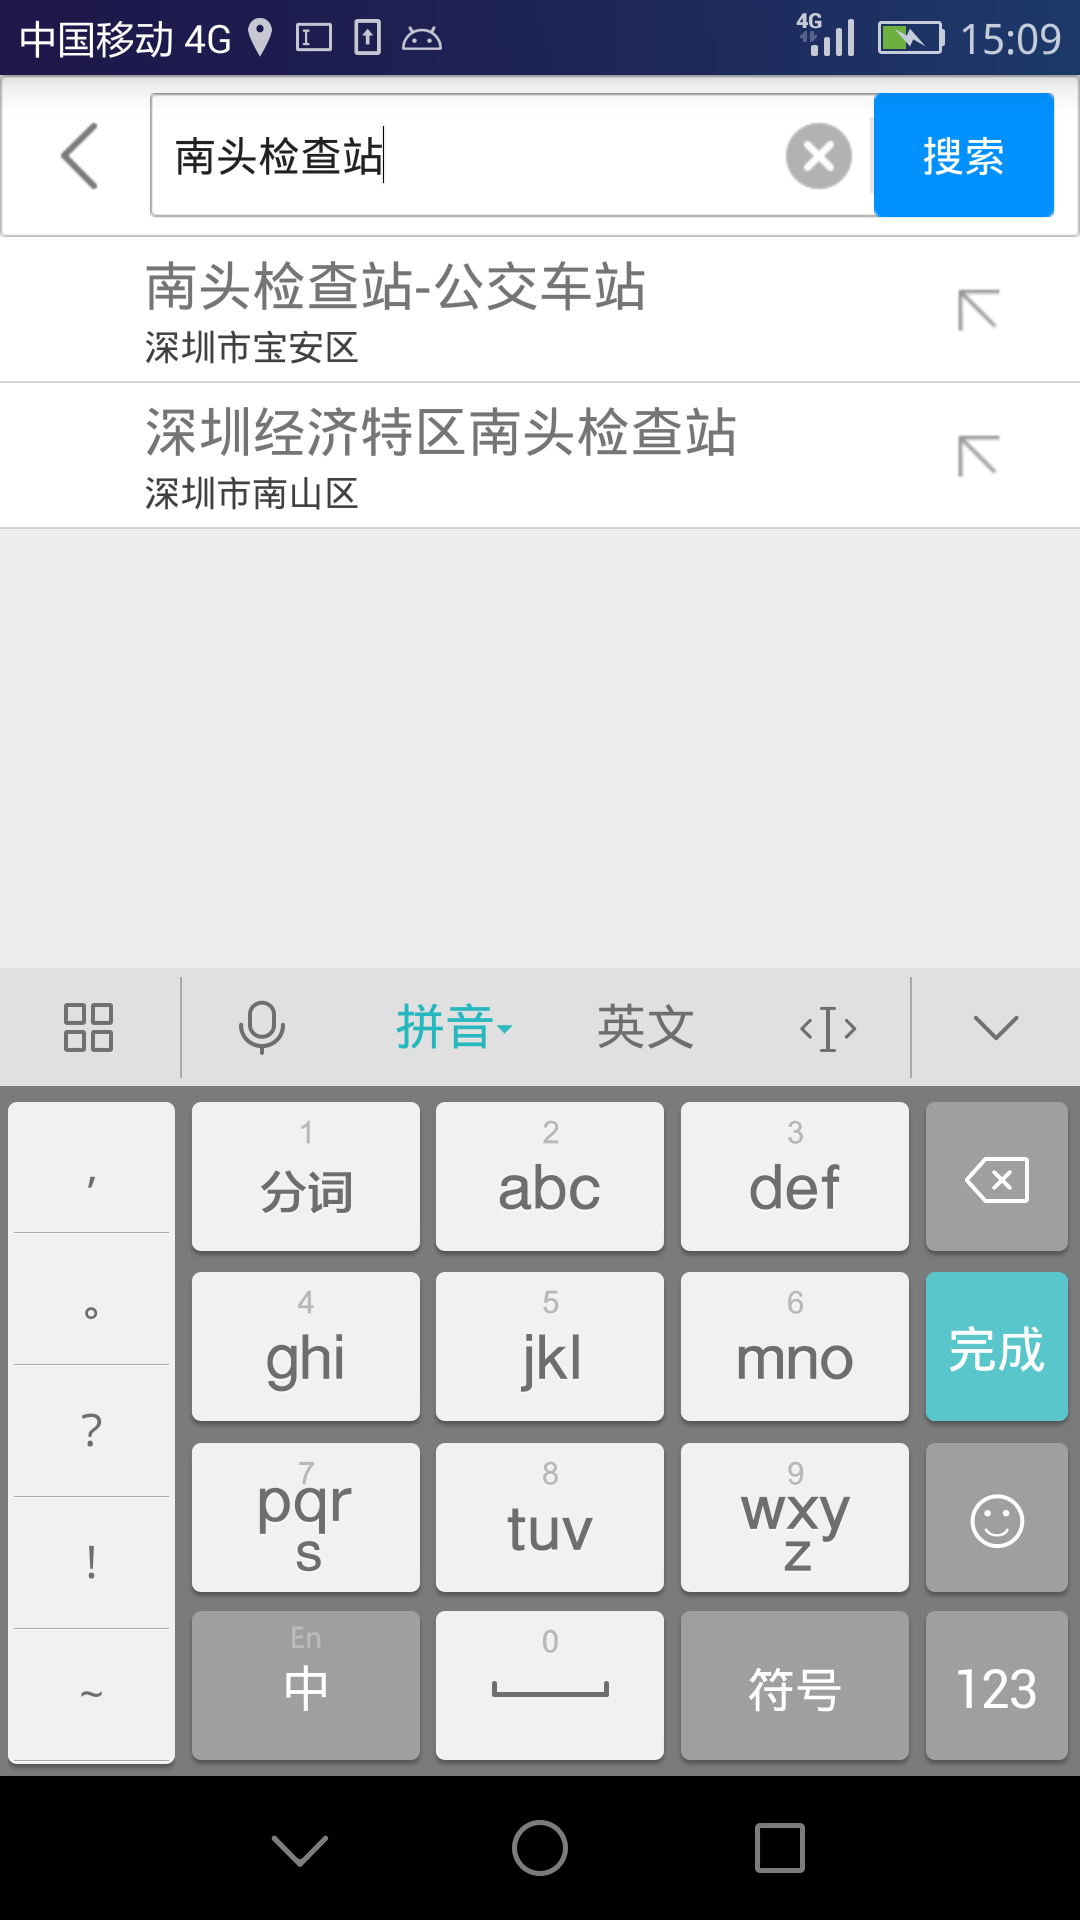 中国移动 4G 4G 15:09
南头检查站 搜索
南头检查站-公交车站
深圳市宝安区
深圳经济特区南头检查站
深圳市南山区
拼音 英文
，
。
?
!
~
1
分词
2
abc
3
def
4
ghi
5
jkl
6
mno
完成
7
pqr
s
8
tuv
9
wxy
z
En
中
0
符号
123